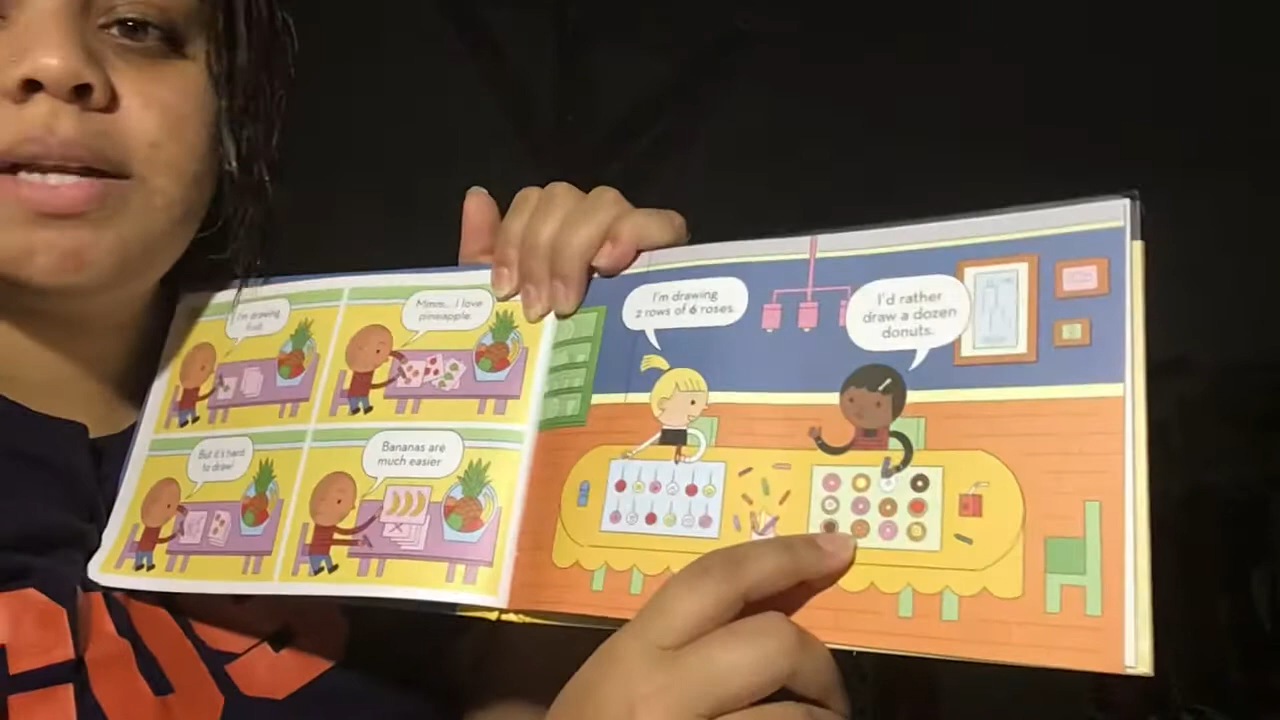 I'm drawing
fruit.
Mmm... I love
pineapple.
But it's hard
to draw!
Bananas are
much easier.
I'm drawing
2 rows of 6 roses.
I'd rather
draw a dozen
donuts.